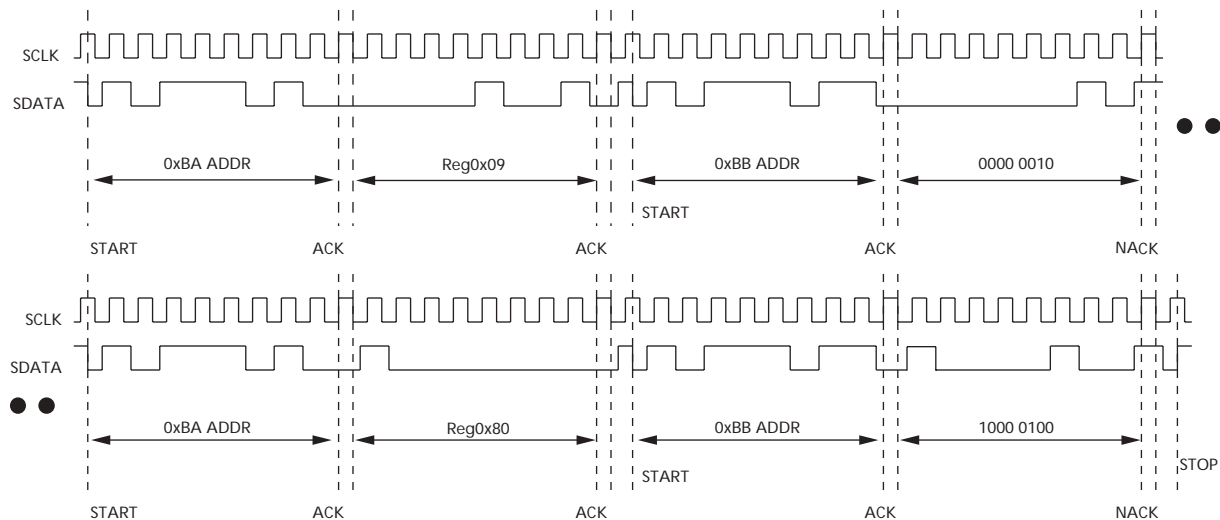 SCLK
SDATA
0xBA ADDR Reg0x09 0xBB ADDR 0000 0010
START
START ACK ACK ACK NACK
SCLK
SDATA
0xBA ADDR Reg0x80 0xBB ADDR 1000 0100
START STOP
START ACK ACK ACK NACK